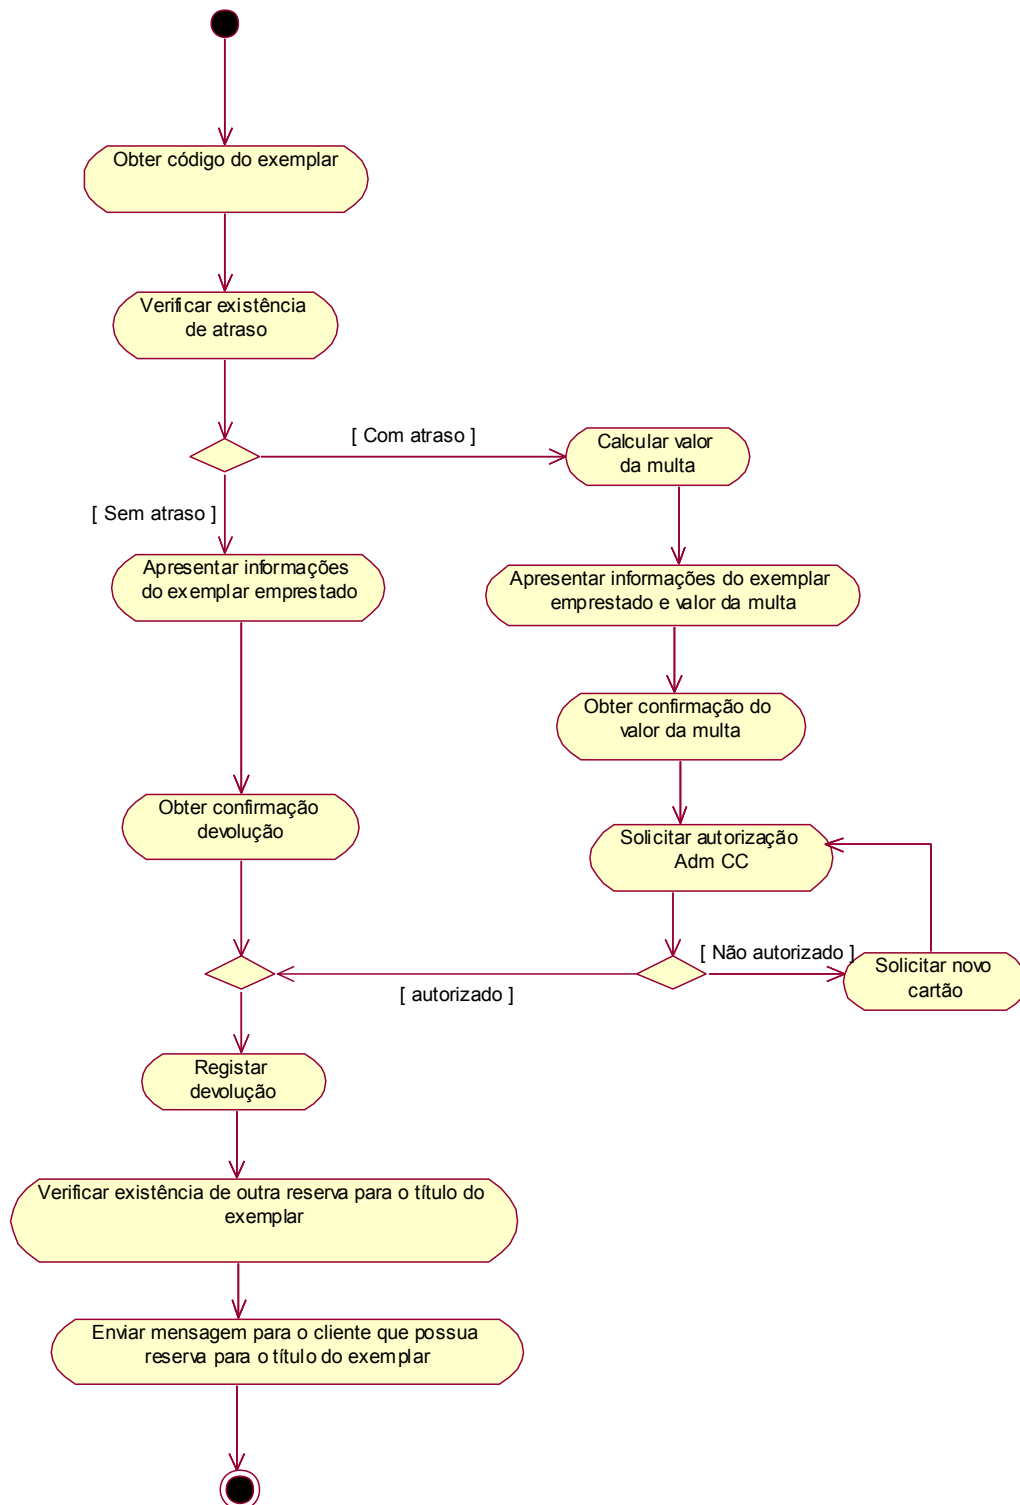 Obter código do exemplar
Verificar existência
de atraso
[ Com atraso ]
Calcular valor
da multa
[ Sem atraso ]
Apresentar informações
do exemplar emprestado
Apresentar informações do exemplar
emprestado e valor da multa
Obter confirmação do
valor da multa
Obter confirmação
devolução
Solicitar autorização
Adm CC
[ Não autorizado ]
Solicitar novo
cartão
[ autorizado ]
Registar
devolução
Verificar existência de outra reserva para o título do
exemplar
Enviar mensagem para o cliente que possua
reserva para o título do exemplar